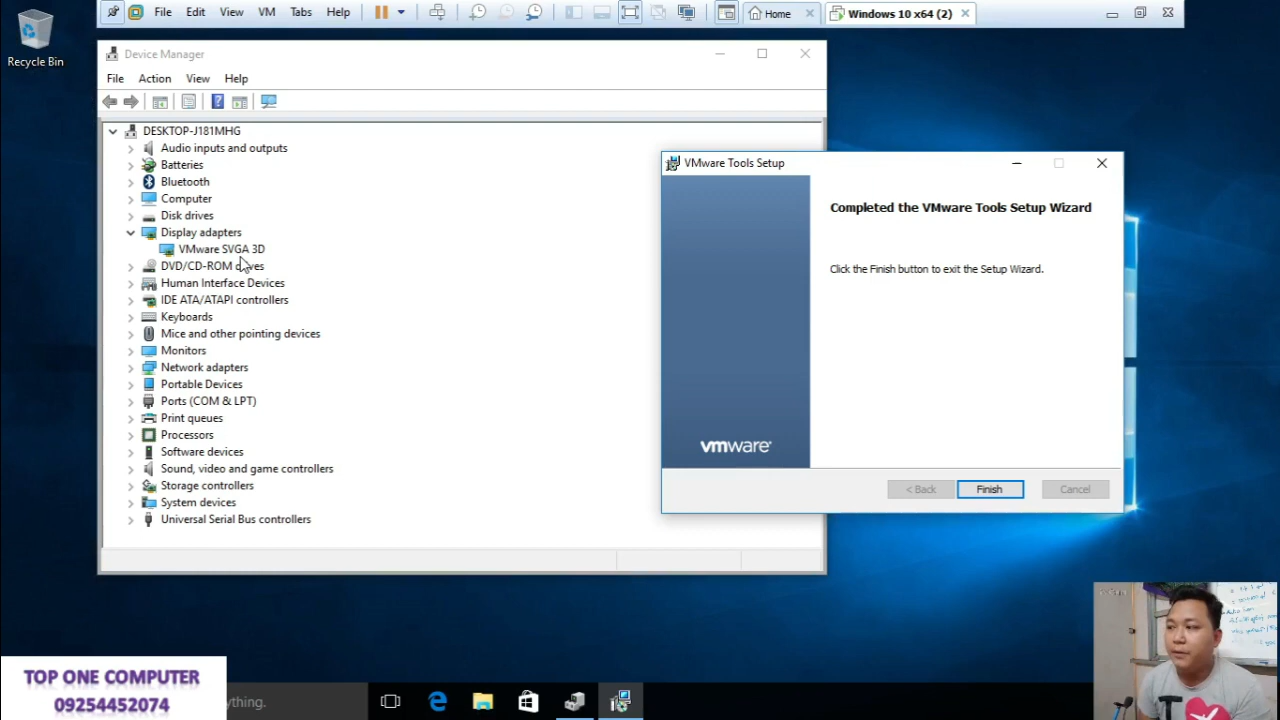 File Edit View VM Tabs Help Home Windows 10 x64 (2)
Recycle Bin
Device Manager
File Action View Help
DESKTOP-J181MHG
Audio inputs and outputs
Batteries
Bluetooth
Computer
Disk drives
Display adapters
VMware SVGA 3D
DVD/CD-ROM drives
Human Interface Devices
IDE ATA/ATAPI controllers
Keyboards
Mice and other pointing devices
Monitors
Network adapters
Portable Devices
Ports (COM & LPT)
Print queues
Processors
Software devices
Sound, video and game controllers
Storage controllers
System devices
Universal Serial Bus controllers
VMware Tools Setup
Completed the VMware Tools Setup Wizard
Click the Finish button to exit the Setup Wizard.
vmware
< Back Finish Cancel
TOP ONE COMPUTER
09254452074
ything.